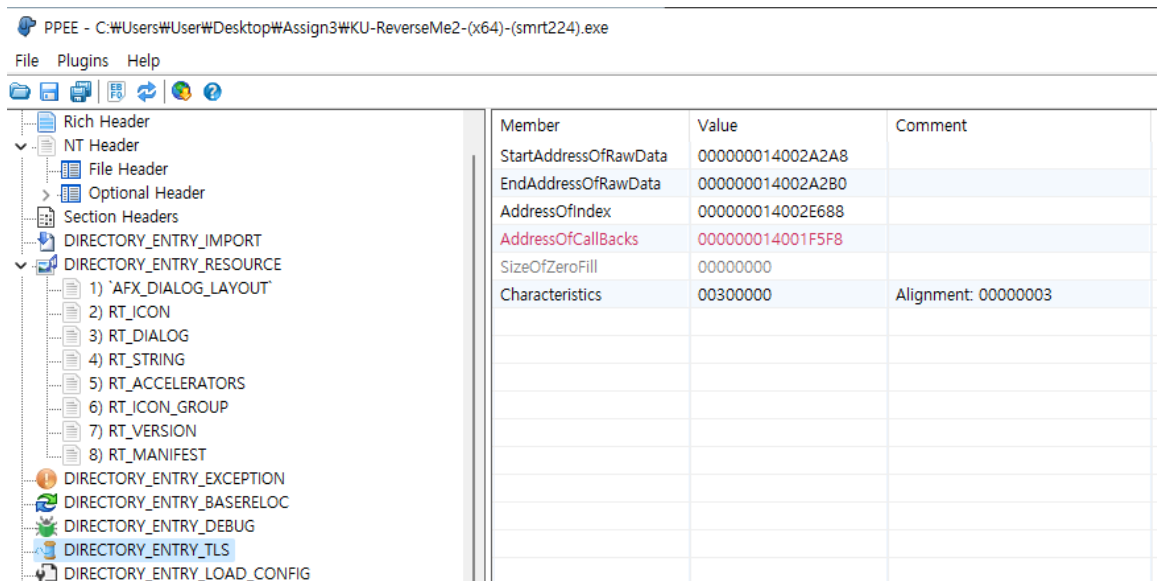 PPEE - C:₩Users₩User₩Desktop₩Assign3₩KU-ReverseMe2-(x64)-(smrt224).exe
File Plugins Help
Rich Header
NT Header
File Header
Optional Header
Section Headers
DIRECTORY_ENTRY_IMPORT
DIRECTORY_ENTRY_RESOURCE
1) `AFX_DIALOG_LAYOUT`
2) RT_ICON
3) RT_DIALOG
4) RT_STRING
5) RT_ACCELERATORS
6) RT_ICON_GROUP
7) RT_VERSION
8) RT_MANIFEST
DIRECTORY_ENTRY_EXCEPTION
DIRECTORY_ENTRY_BASERELOC
DIRECTORY_ENTRY_DEBUG
DIRECTORY_ENTRY_TLS
DIRECTORY_ENTRY_LOAD_CONFIG
Member Value Comment
StartAddressOfRawData 000000014002A2A8
EndAddressOfRawData 000000014002A2B0
AddressOfIndex 000000014002E688
AddressOfCallBacks 000000014001F5F8
SizeOfZeroFill 00000000
Characteristics 00300000 Alignment: 00000003